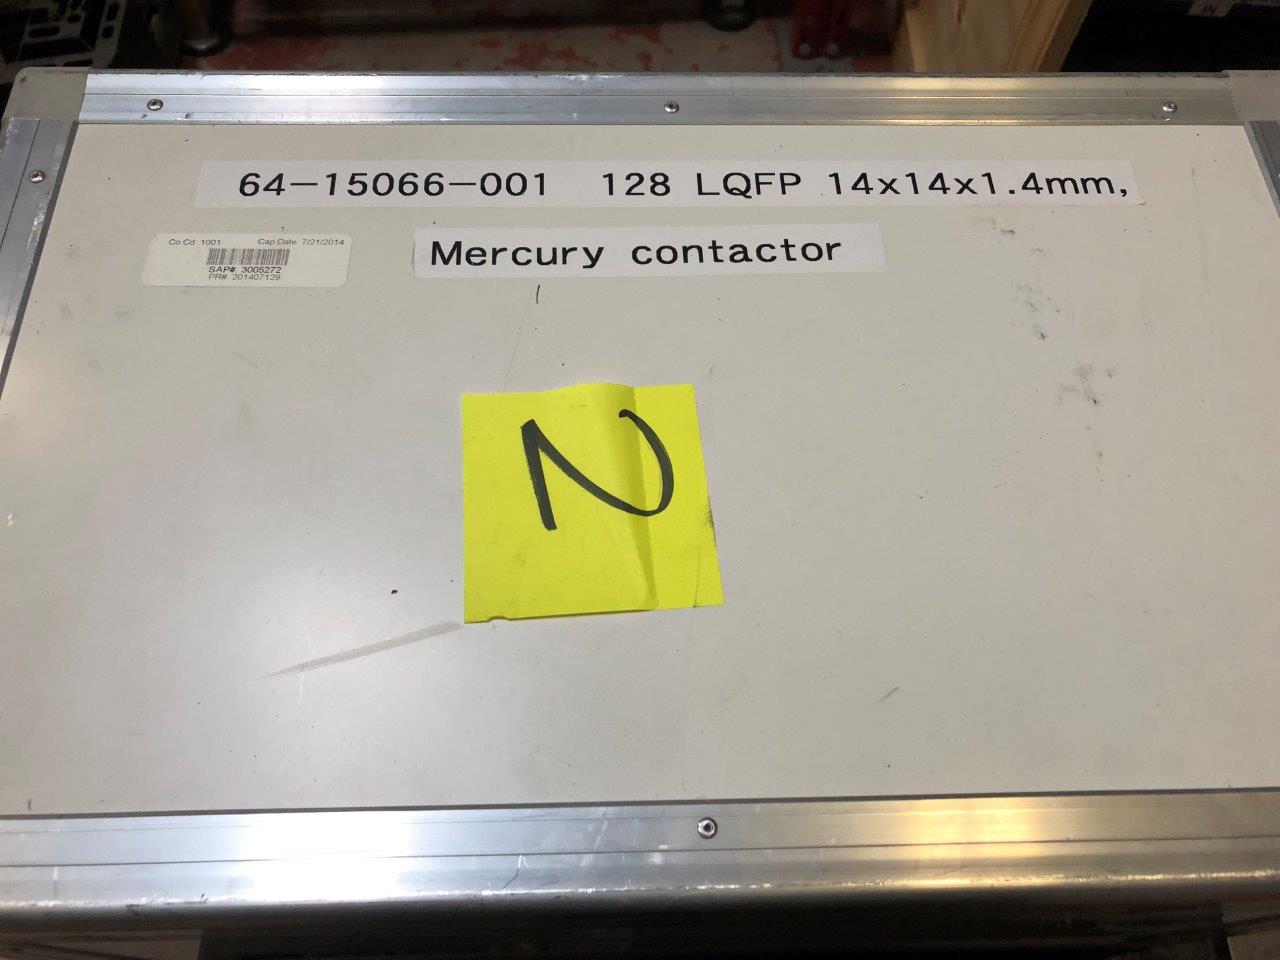 64-15066-001 128 LQFP 14x14x1.4mm,
Co Cd 1001 Cap Date 7/21/2014
SAP#: 3005272
PR#: 201407129
Mercury contactor
N
IN